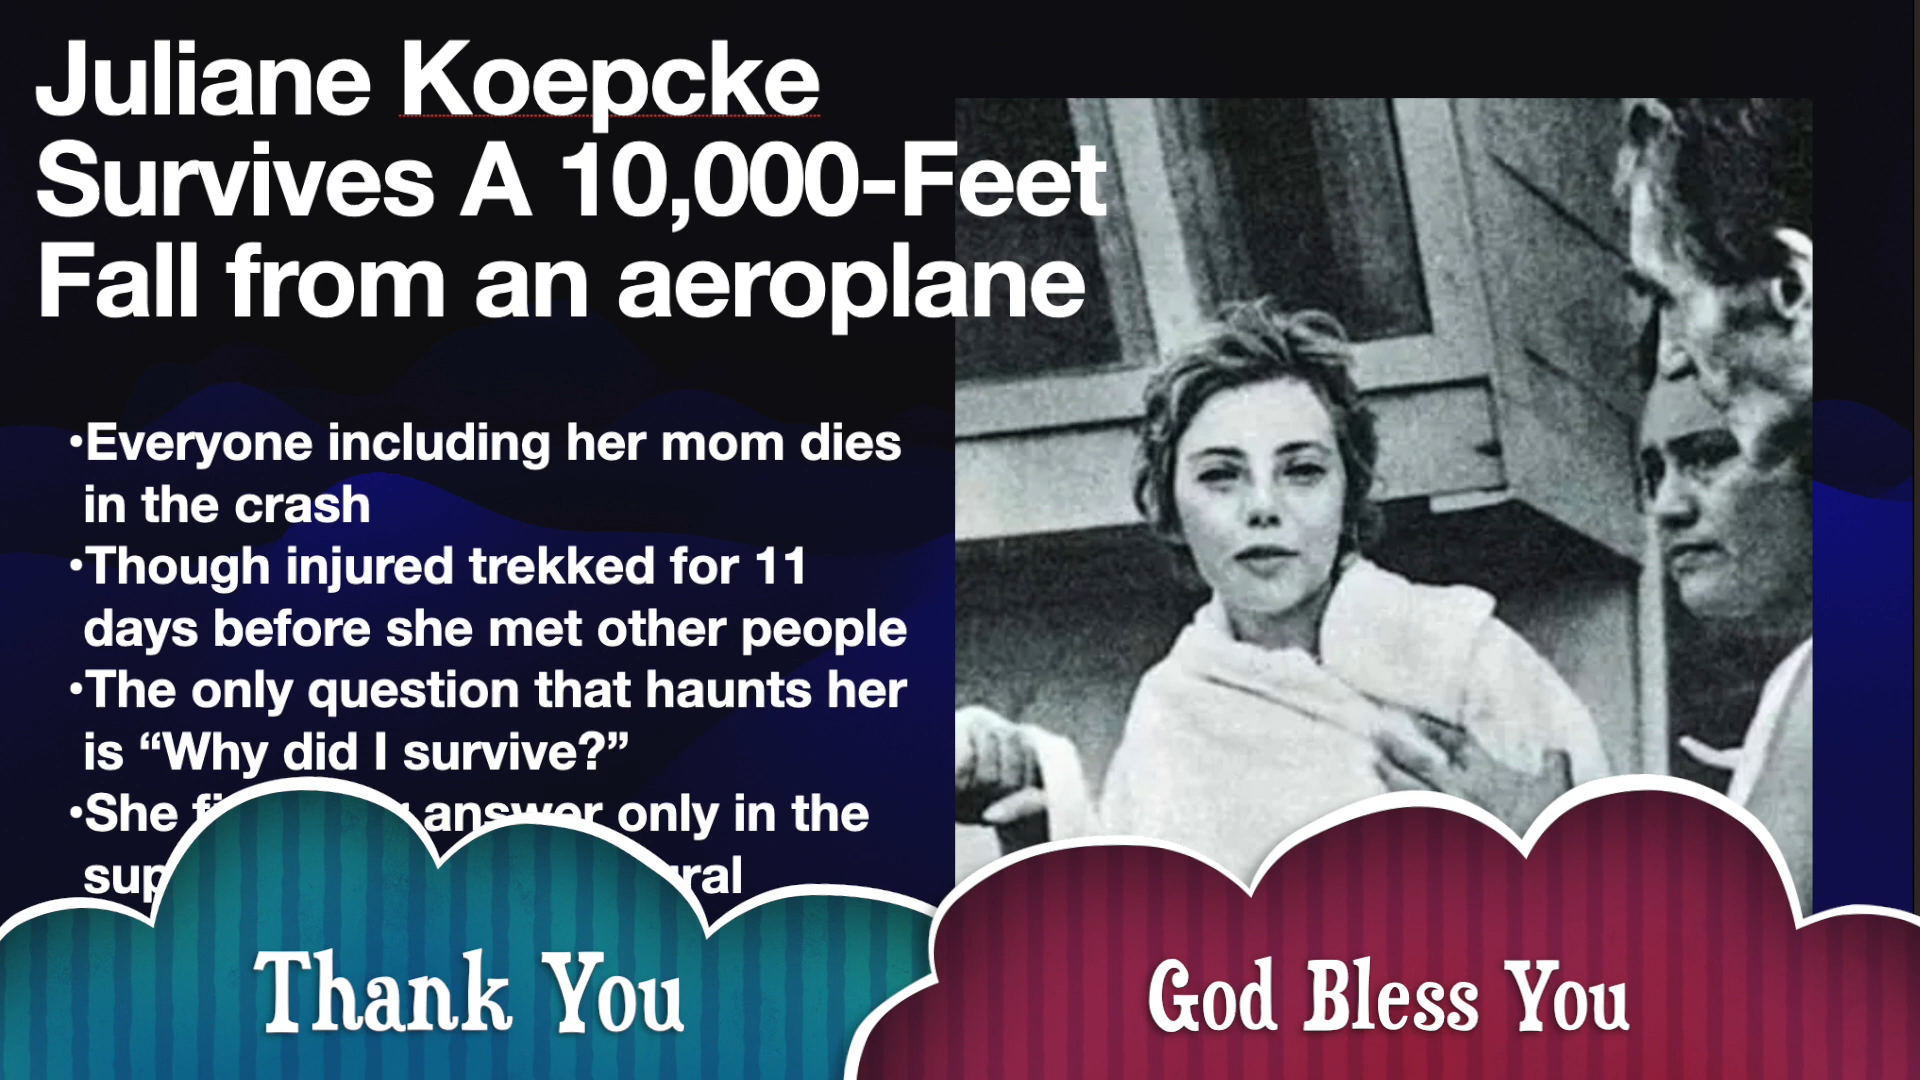 Juliane Koepcke
Survives A 10,000-Feet
Fall from an aeroplane
•Everyone including her mom dies
in the crash
•Though injured trekked for 11
days before she met other people
•The only question that haunts her
is “Why did I survive?”
•She answer only in the
Thank You
God Bless You